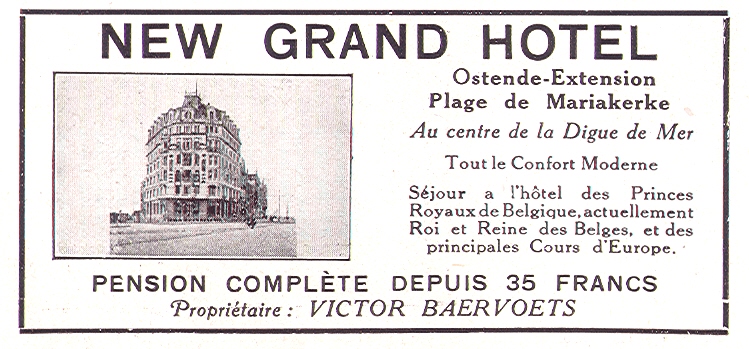 NEW GRAND HOTEL
Ostende-Extension
Plage de Mariakerke
Au centre de la Digue de Mer
Tout le Confort Moderne
Séjour a l'hôtel des Princes
Royaux de Belgique, actuellement
Roi et Reine des Belges, et des
principales Cours d'Europe.
PENSION COMPLÈTE DEPUIS 35 FRANCS
Propriétaire : VICTOR BAERVOETS